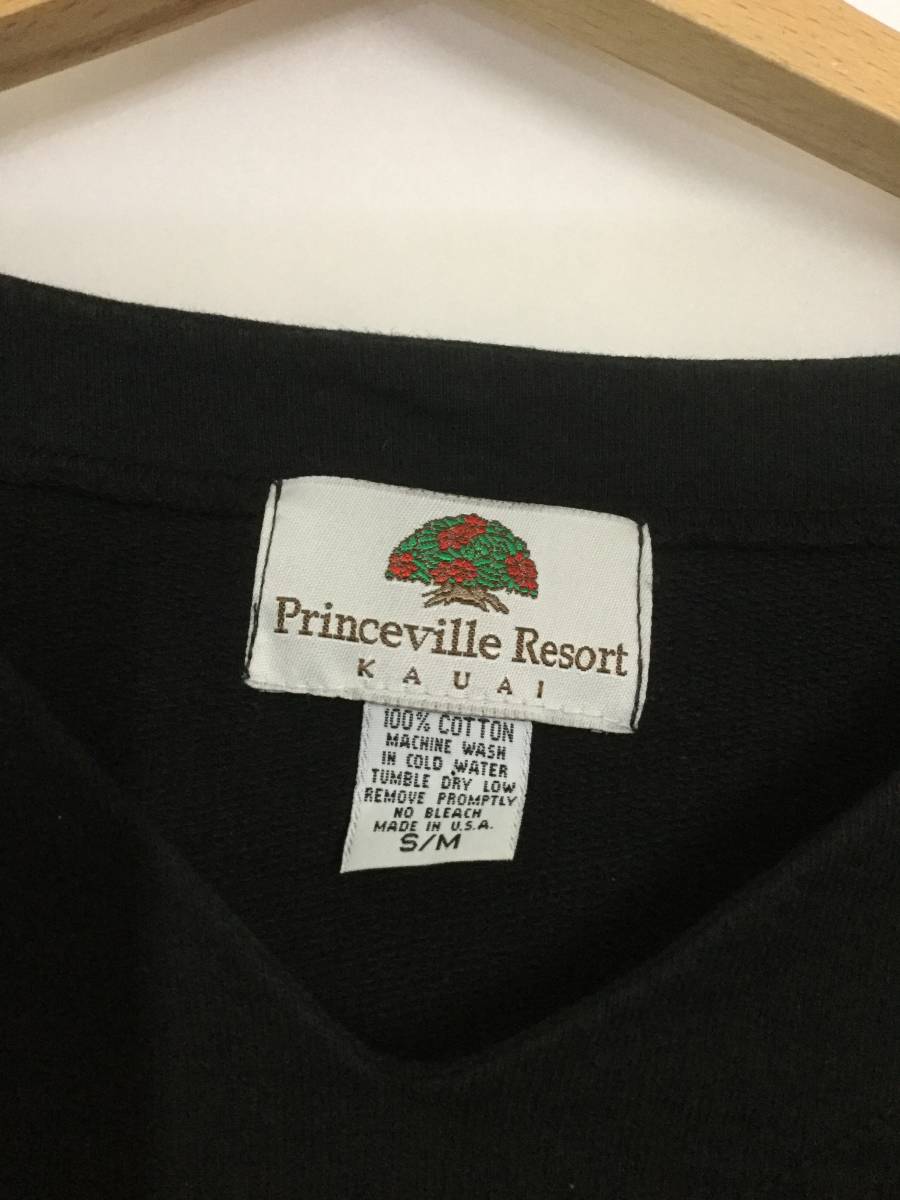 Princeville Resort
KAUAI
100% COTTON
MACHINE WASH
IN COLD WATER
TUMBLE DRY LOW
REMOVE PROMPTLY
NO BLEACH
MADE IN U.S.A.
S/M